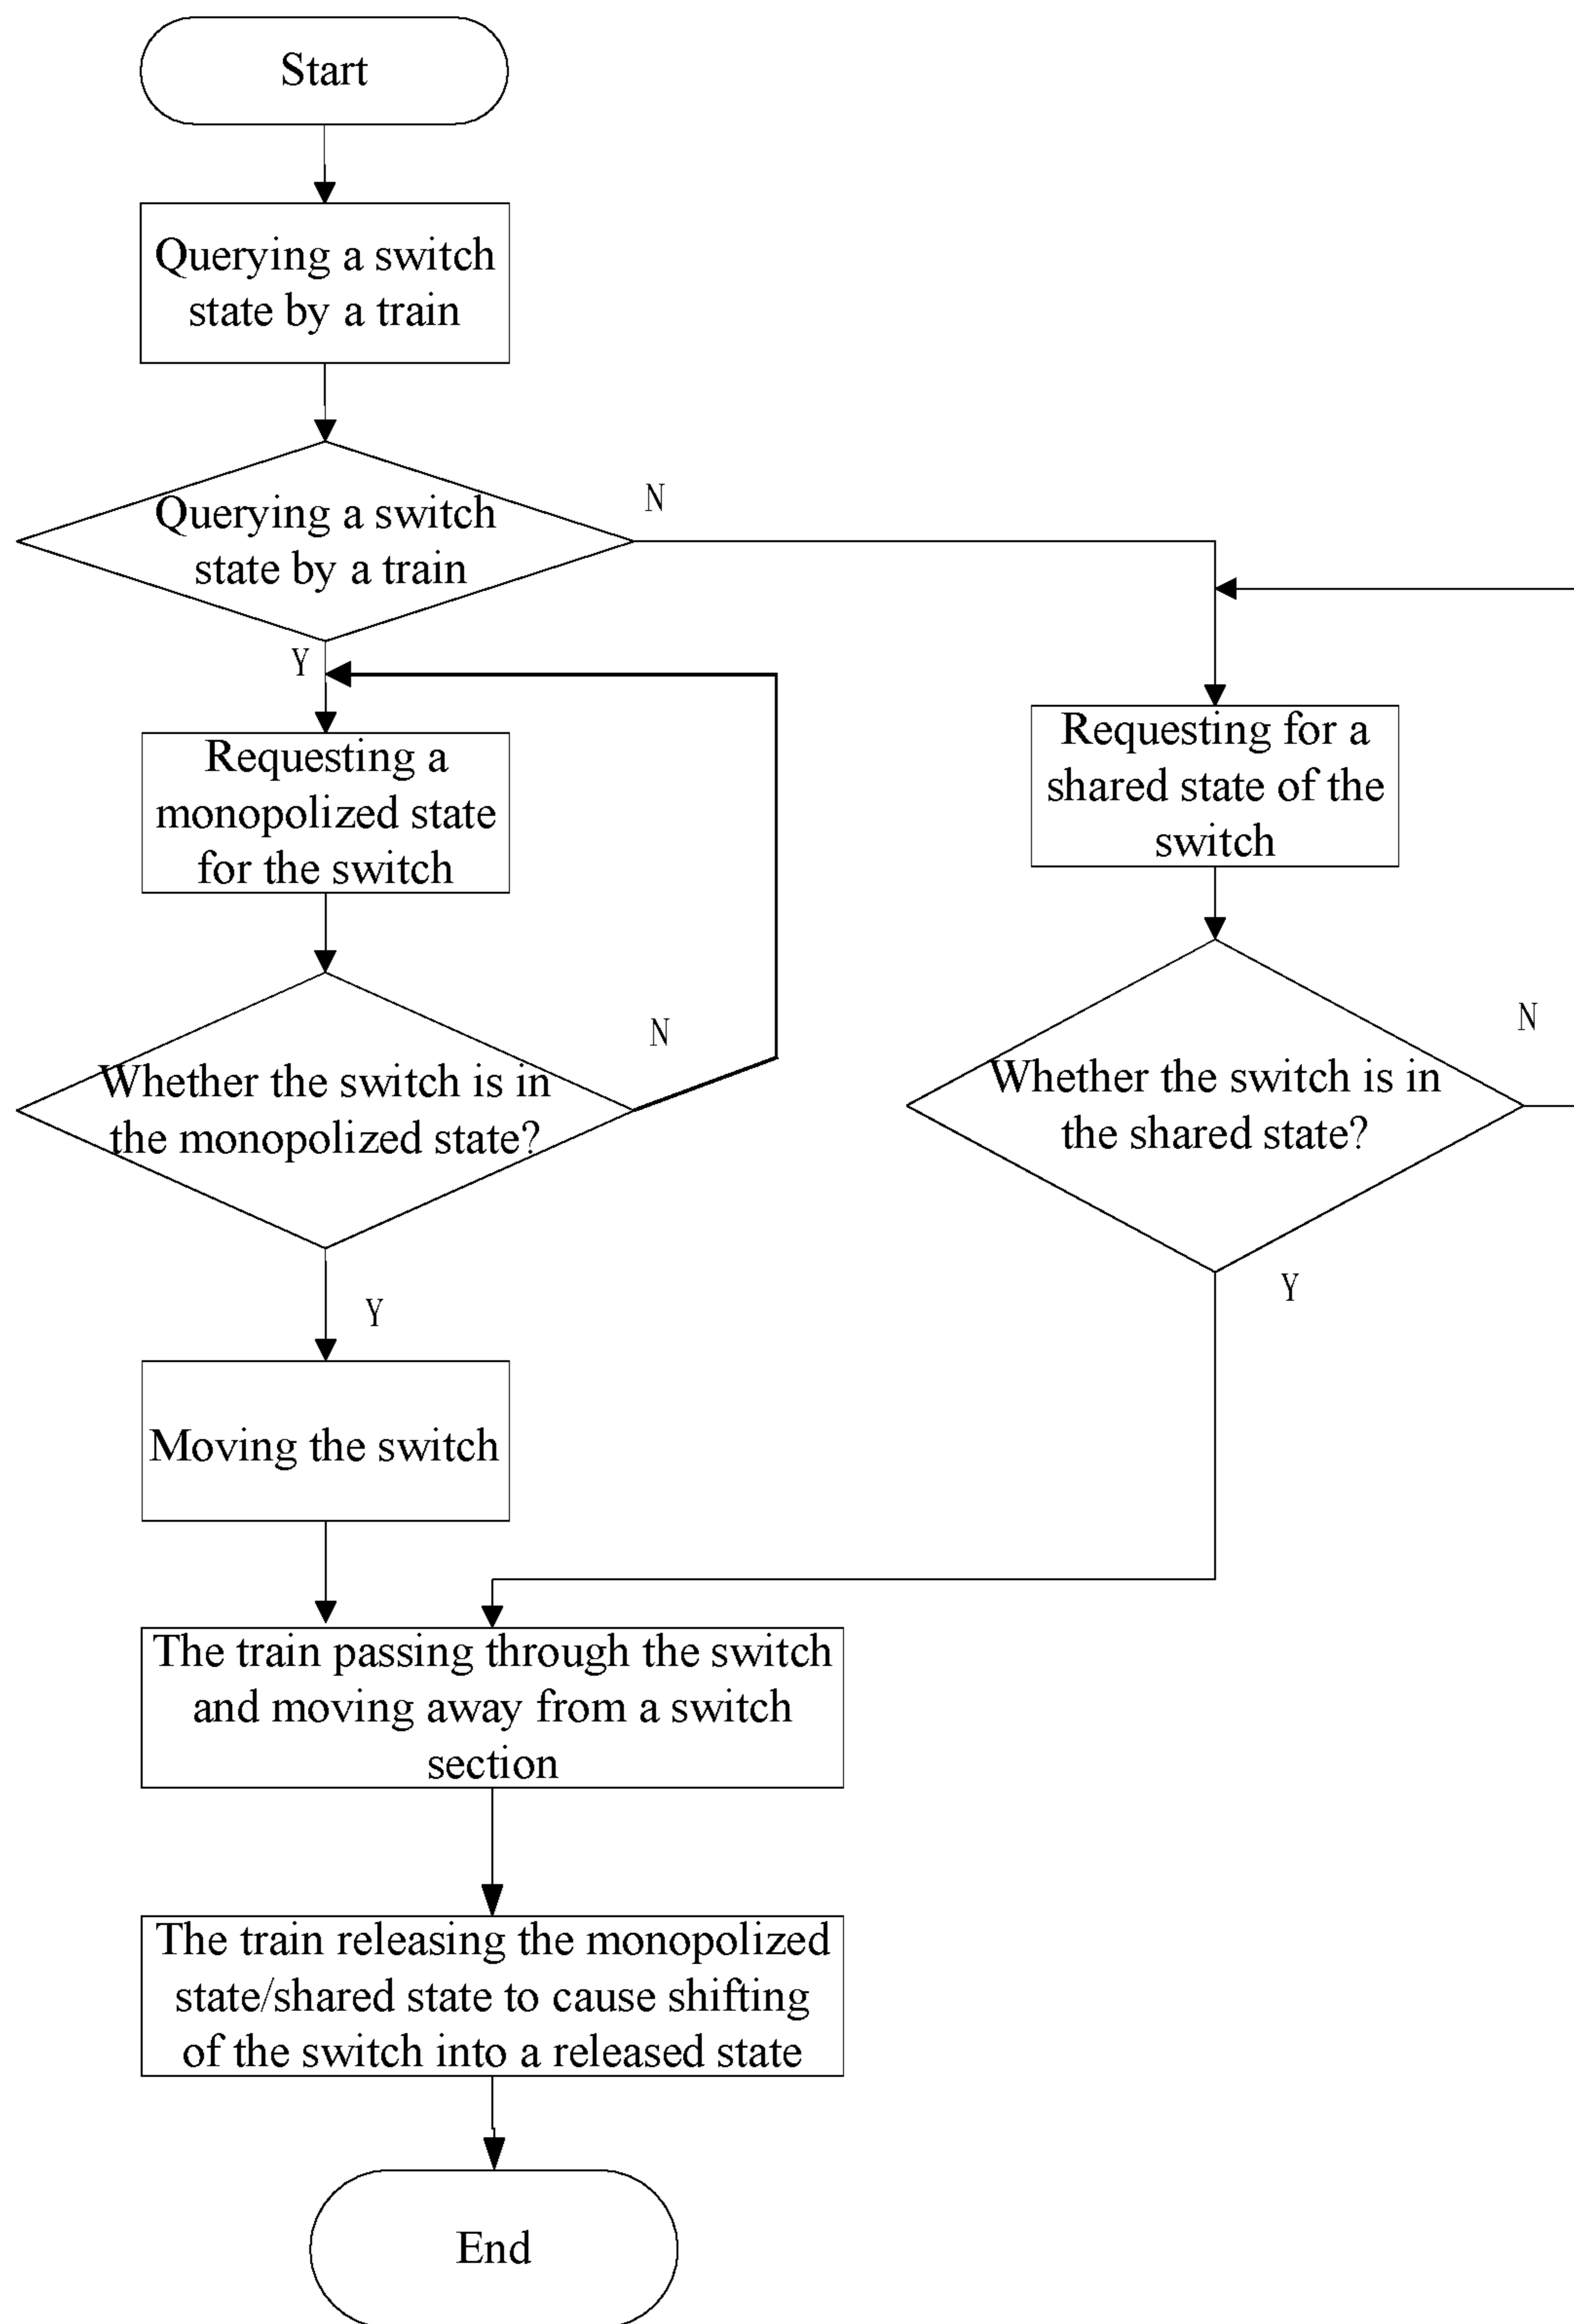 Start
Querying a switch
state by a train
Querying a switch
state by a train
N
Y
Requesting a
monopolized state
for the switch
Requesting for a
shared state of the
switch
Whether the switch is in
the monopolized state?
N
Whether the switch is in
the shared state?
N
Y
Y
Moving the switch
The train passing through the switch
and moving away from a switch
section
The train releasing the monopolized
state/shared state to cause shifting
of the switch into a released state
End